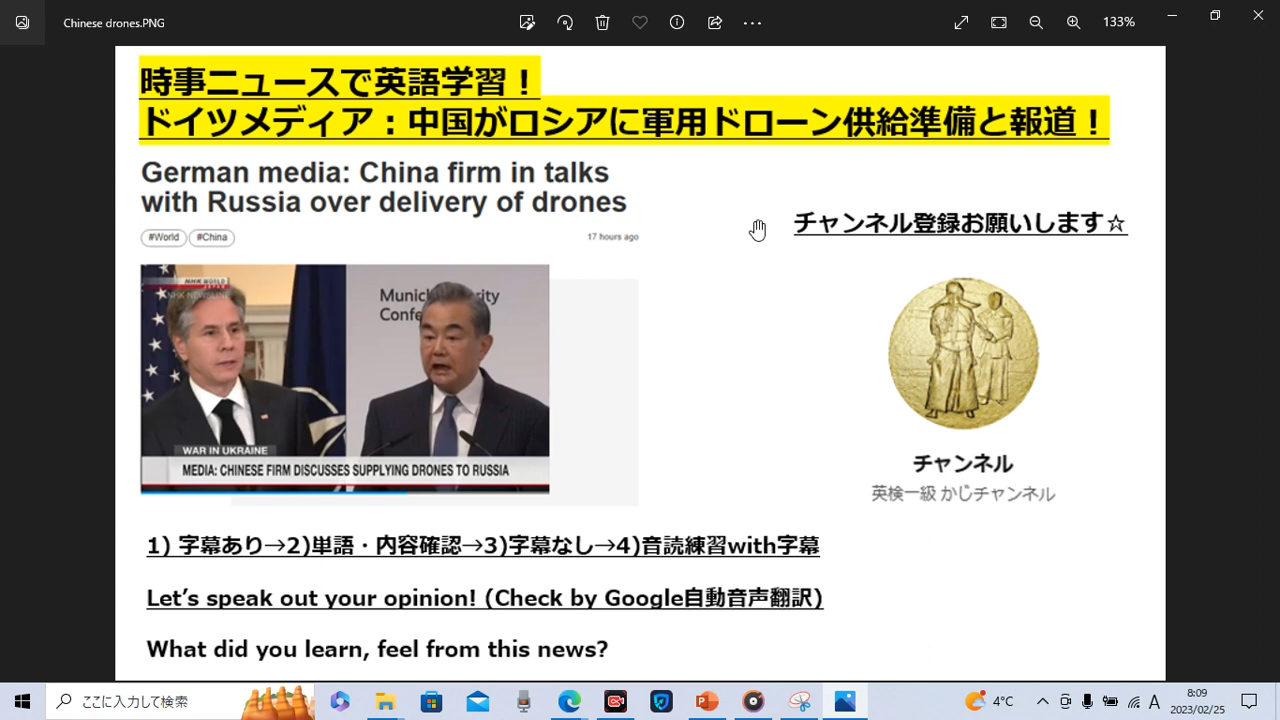 Chinese drones.PNG
133%
時事ニュースで英語学習！
ドイツメディア：中国がロシアに軍用ドローン供給準備と報道！
German media: China firm in talks
with Russia over delivery of drones
#World #China 17 hours ago
チャンネル登録お願いします☆
NHK WORLD
NHK NEWSLINE
Munic
rity
Confe
WAR IN UKRAINE
MEDIA: CHINESE FIRM DISCUSSES SUPPLYING DRONES TO RUSSIA
チャンネル
英検一級 かじチャンネル
1) 字幕あり→2)単語・内容確認→3)字幕なし→4)音読練習with字幕
Let's speak out your opinion! (Check by Google自動音声翻訳)
What did you learn, feel from this news?
ここに入力して検索
4°C
A
8:09
2023/02/25